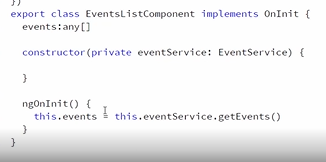 })
export class EventsListComponent implements OnInit {
events:any[]
constructor(private eventService: EventService) {
}
ngOnInit() {
this.events = this.eventService.getEvents()
}
}